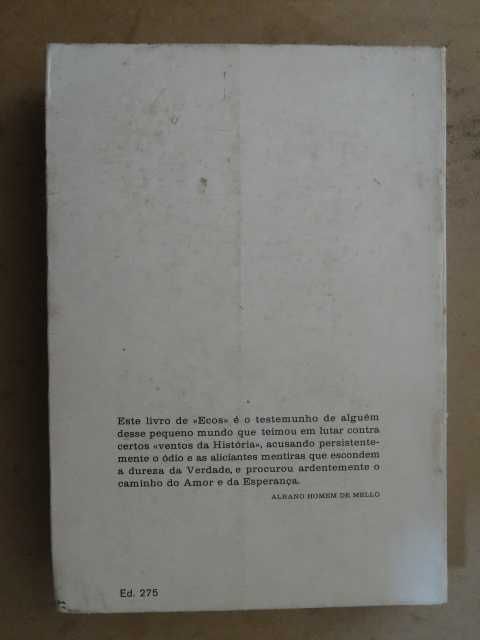 Este livro de «Ecos» é o testemunho de alguém
desse pequeno mundo que teimou em lutar contra
certos «ventos da História», acusando persistente-
mente o ódio e as aliciantes mentiras que escondem
a dureza da Verdade, e procurou ardentemente o
caminho do Amor e da Esperança.
ALBANO HOMEM DE MELLO
Ed. 275